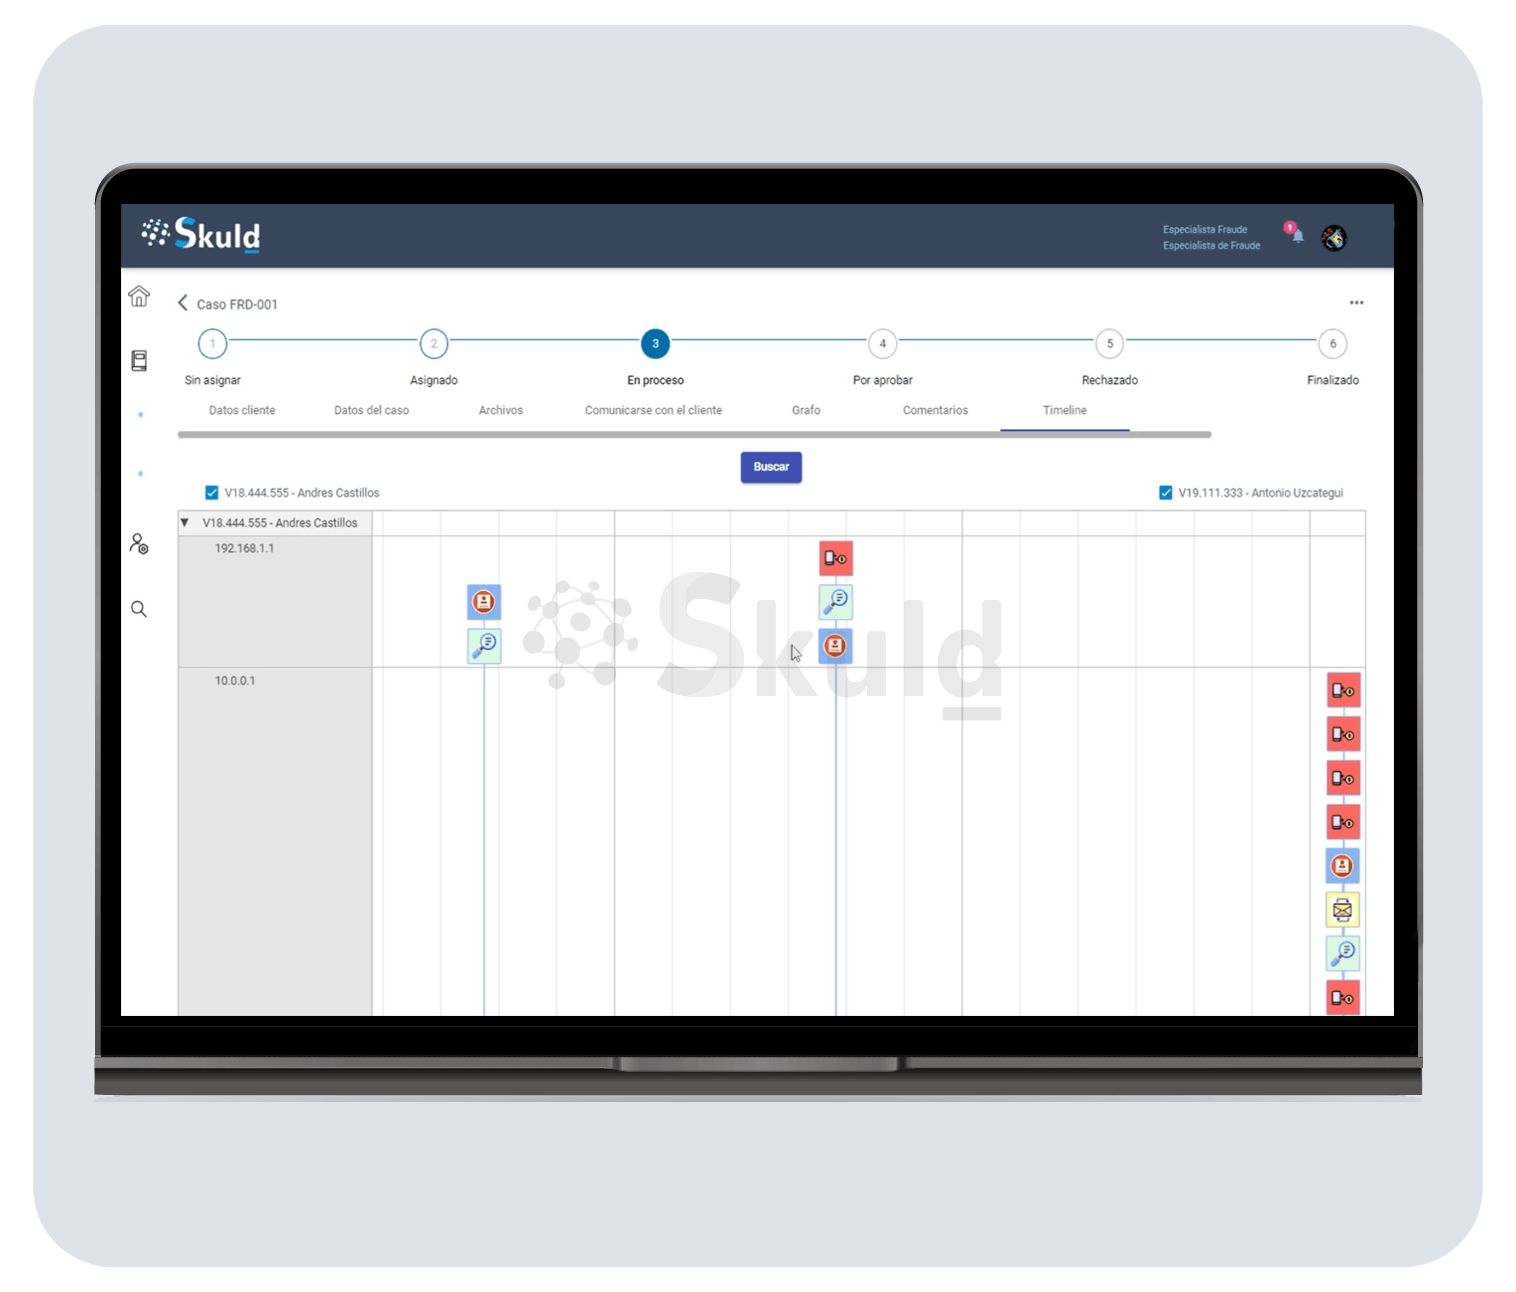 Skuld
Especialista Fraude
Especialista de Fraude
1
Caso FRD-001
1
2
3
4
5
6
Sin asignar
Asignado
En proceso
Por aprobar
Rechazado
Finalizado
Datos cliente
Datos del caso
Archivos
Comunicarse con el cliente
Grafo
Comentarios
Timeline
Buscar
V18.444.555 - Andres Castillos
V19.111.333 - Antonio Uzcategui
V18.444.555 - Andres Castillos
192.168.1.1
Skuld
10.0.0.1